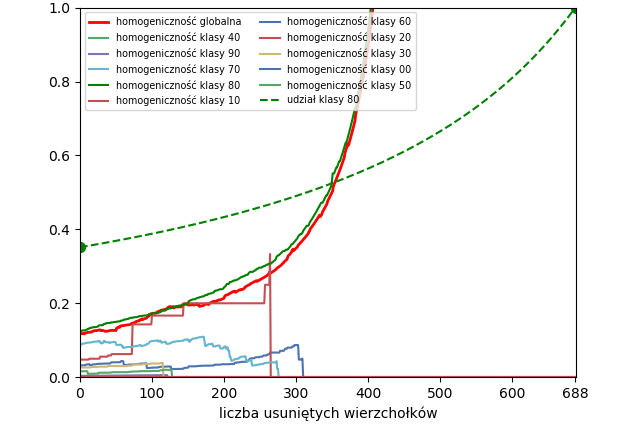 1.0
0.8
0.6
0.4
0.2
0.0
homogeniczność globalna
homogeniczność klasy 40
homogeniczność klasy 90
homogeniczność klasy 70
homogeniczność klasy 80
homogeniczność klasy 10
homogeniczność klasy 60
homogeniczność klasy 20
homogeniczność klasy 30
homogeniczność klasy 00
homogeniczność klasy 50
udział klasy 80
0 100 200 300 400 500 600 688
liczba usuniętych wierzchołków